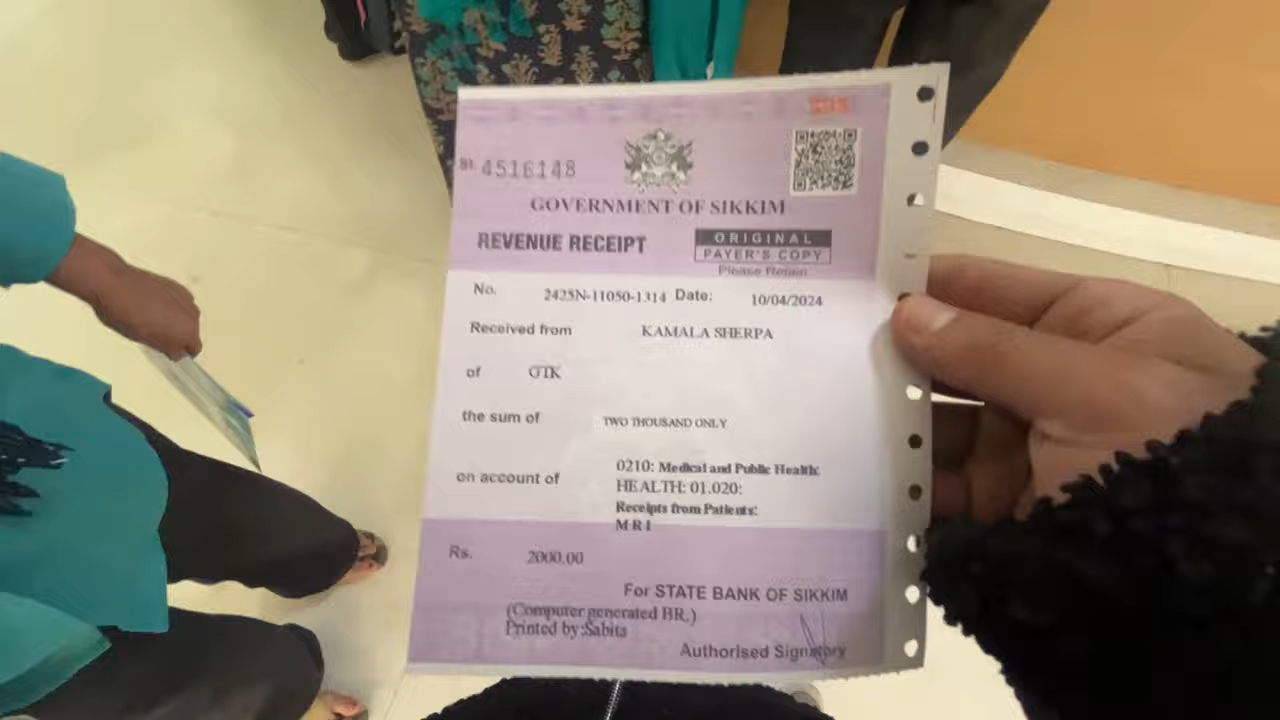 Sl. 4516148
GOVERNMENT OF SIKKIM
REVENUE RECEIPT
ORIGINAL
PAYER'S COPY
Please Retain
No. 2425N-11050-1314 Date: 10/04/2024
Received from KAMALA SHERPA
of GTK
the sum of TWO THOUSAND ONLY
on account of 0210: Medical and Public Health:
HEALTH: 01.020:
Receipts from Patients:
M R I
Rs. 2000.00
For STATE BANK OF SIKKIM
(Computer generated BR.)
Printed by:Sabita
Authorised Signatory